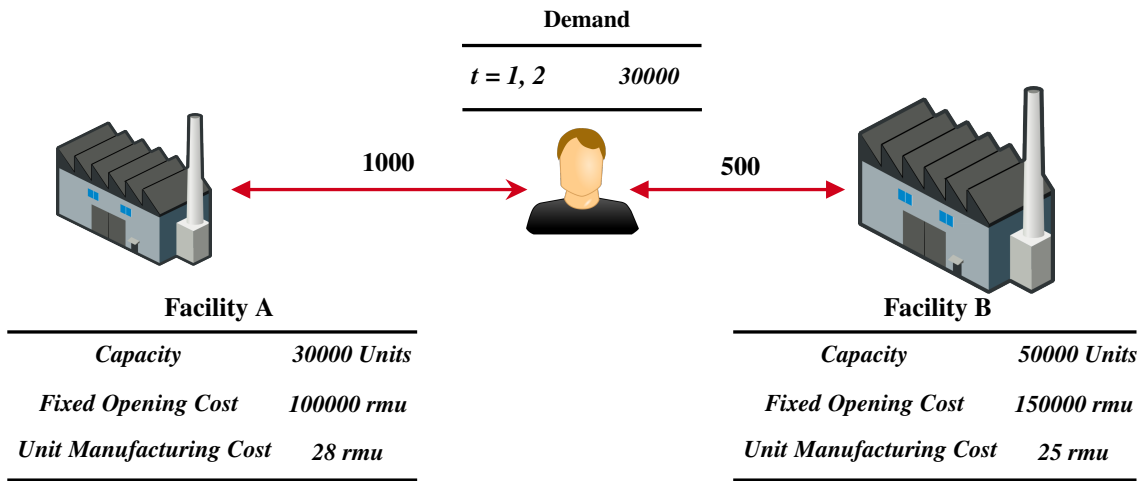 Demand
t = 1, 2 30000
1000
500
Facility A
Capacity 30000 Units
Fixed Opening Cost 100000 rmu
Unit Manufacturing Cost 28 rmu
Facility B
Capacity 50000 Units
Fixed Opening Cost 150000 rmu
Unit Manufacturing Cost 25 rmu